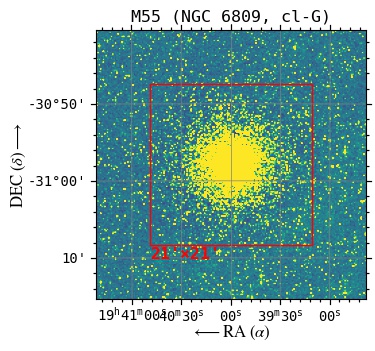 M55 (NGC 6809, cl-G)
-30°50'
-31°00'
10'
DEC (δ) ⟶
21'×21'
19ʰ41ᵐ00ˢ 40ᵐ30ˢ 00ˢ 39ᵐ30ˢ 00ˢ
⟵ RA (α)